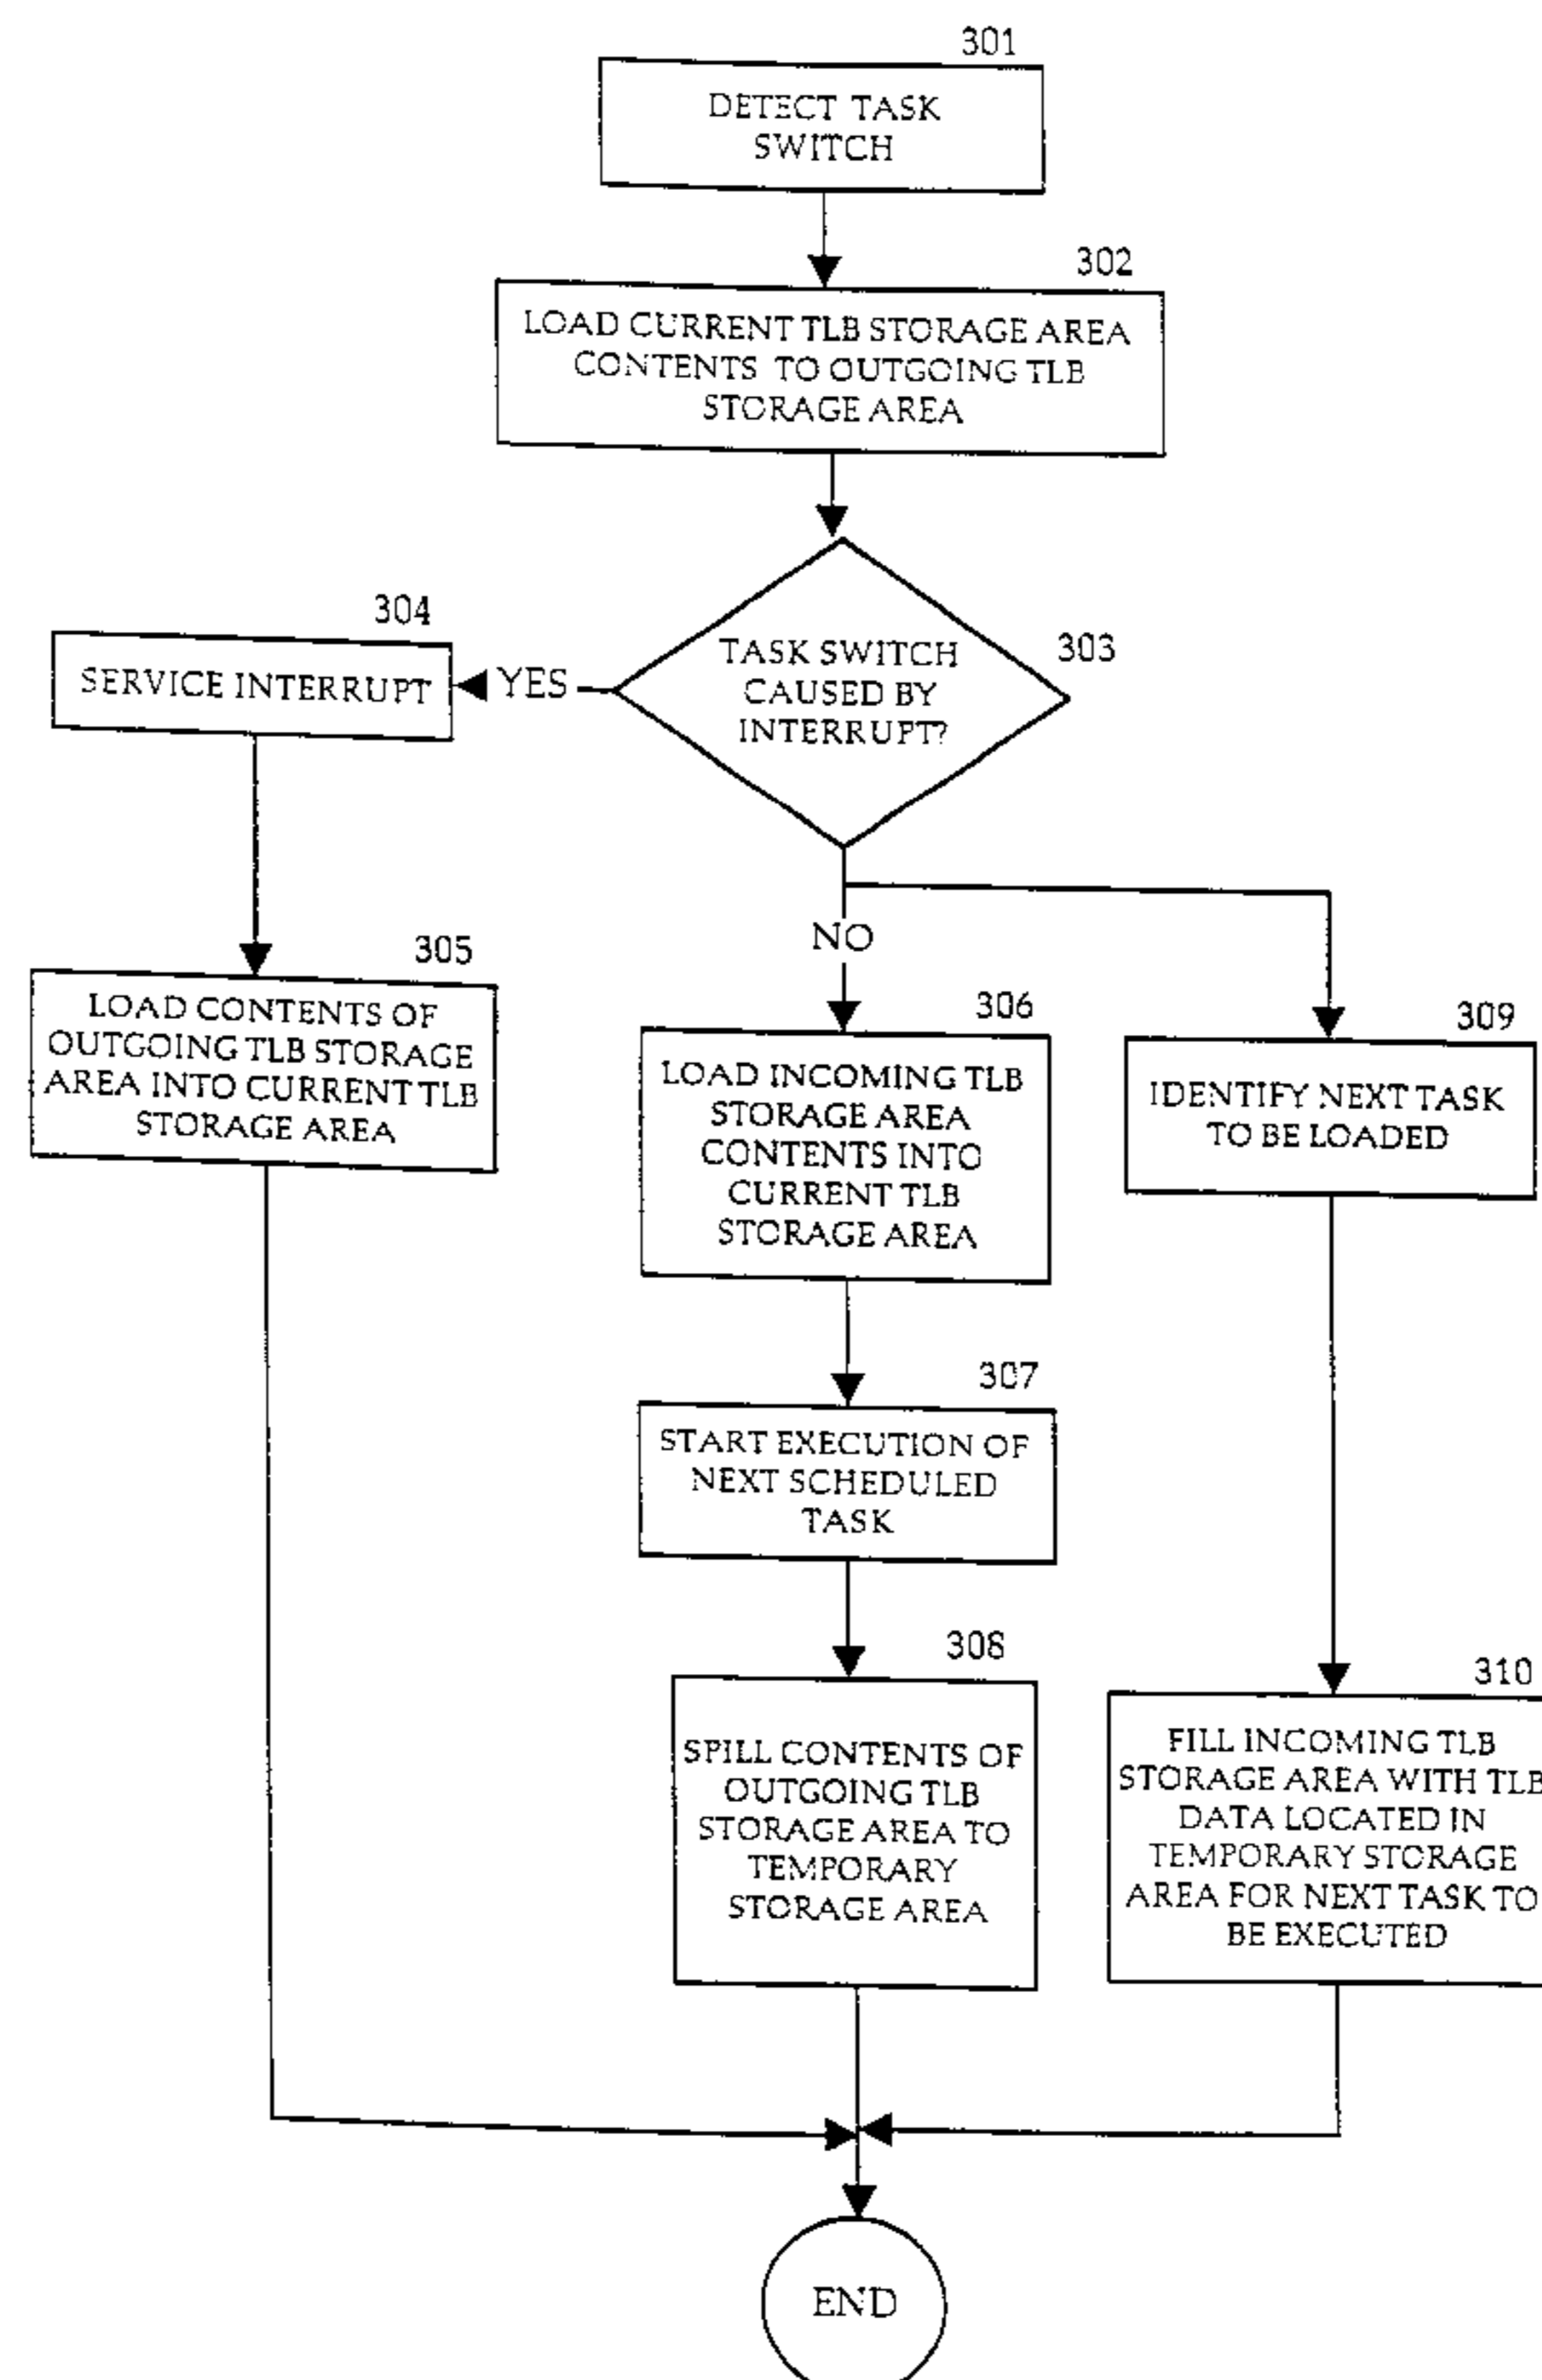 301
DETECT TASK
SWITCH
302
LOAD CURRENT TLB STORAGE AREA
CONTENTS TO OUTGOING TLB
STORAGE AREA
303
TASK SWITCH
CAUSED BY
INTERRUPT?
YES
304
SERVICE INTERRUPT
305
LOAD CONTENTS OF
OUTGOING TLB STORAGE
AREA INTO CURRENT TLB
STORAGE AREA
NO
306
LOAD INCOMING TLB
STORAGE AREA
CONTENTS INTO
CURRENT TLB
STORAGE AREA
307
START EXECUTION OF
NEXT SCHEDULED
TASK
308
SPILL CONTENTS OF
OUTGOING TLB
STORAGE AREA TO
TEMPORARY
STORAGE AREA
309
IDENTIFY NEXT TASK
TO BE LOADED
310
FILL INCOMING TLB
STORAGE AREA WITH TLB
DATA LOCATED IN
TEMPORARY STORAGE
AREA FOR NEXT TASK TO
BE EXECUTED
END